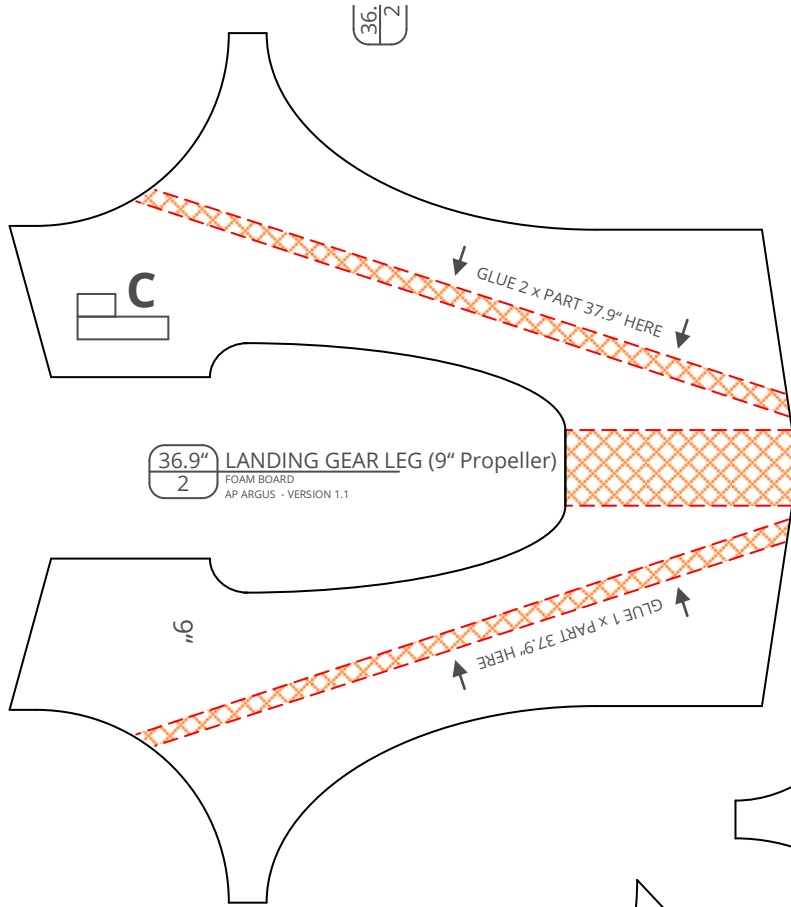 36.
2
GLUE 2 x PART 37.9“ HERE
C
36.9“ LANDING GEAR LEG (9“ Propeller)
2 FOAM BOARD
AP ARGUS - VERSION 1.1
GLUE 1 x PART 37.9“ HERE
9“